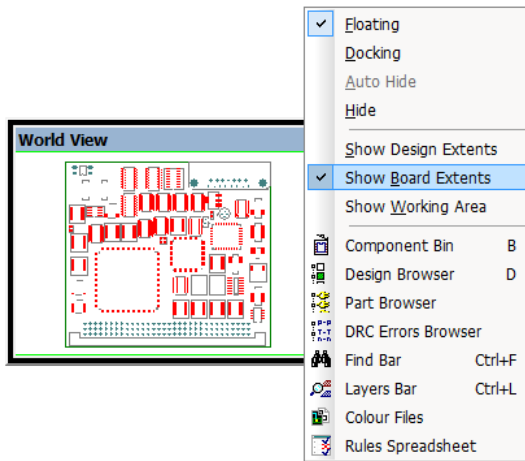 Floating
Docking
Auto Hide
Hide
World View
Show Design Extents
Show Board Extents
Show Working Area
Component Bin B
Design Browser D
Part Browser
DRC Errors Browser
Find Bar Ctrl+F
Layers Bar Ctrl+L
Colour Files
Rules Spreadsheet